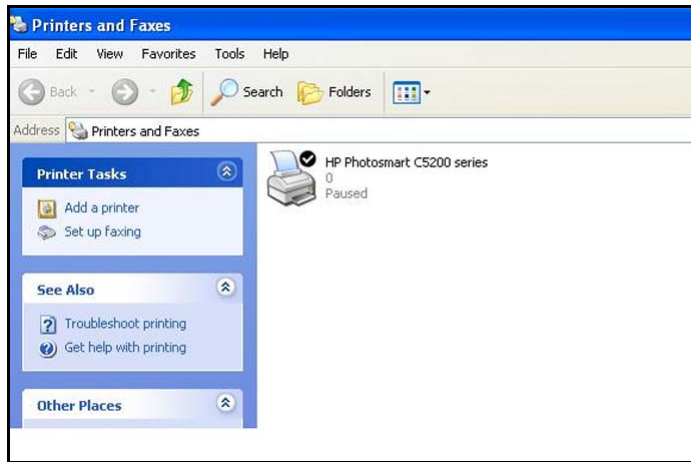 Printers and Faxes
File Edit View Favorites Tools Help
Back Search Folders
Address Printers and Faxes
Printer Tasks
Add a printer
Set up faxing
See Also
Troubleshoot printing
Get help with printing
Other Places
HP Photosmart C5200 series
0
Paused